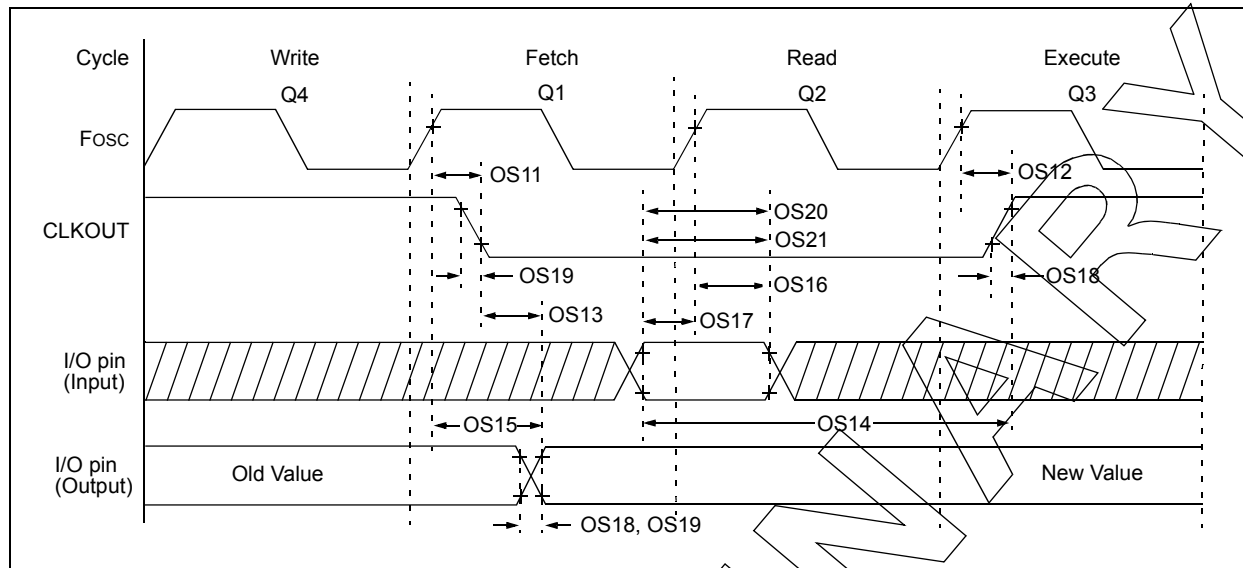 Cycle Write Fetch Read Execute
Q4 Q1 Q2 Q3
FOSC
OS11 OS12
OS20
CLKOUT
OS21
OS19 OS16 OS18
OS13 OS17
I/O pin
(Input)
OS15 OS14
I/O pin
(Output)
Old Value New Value
OS18, OS19